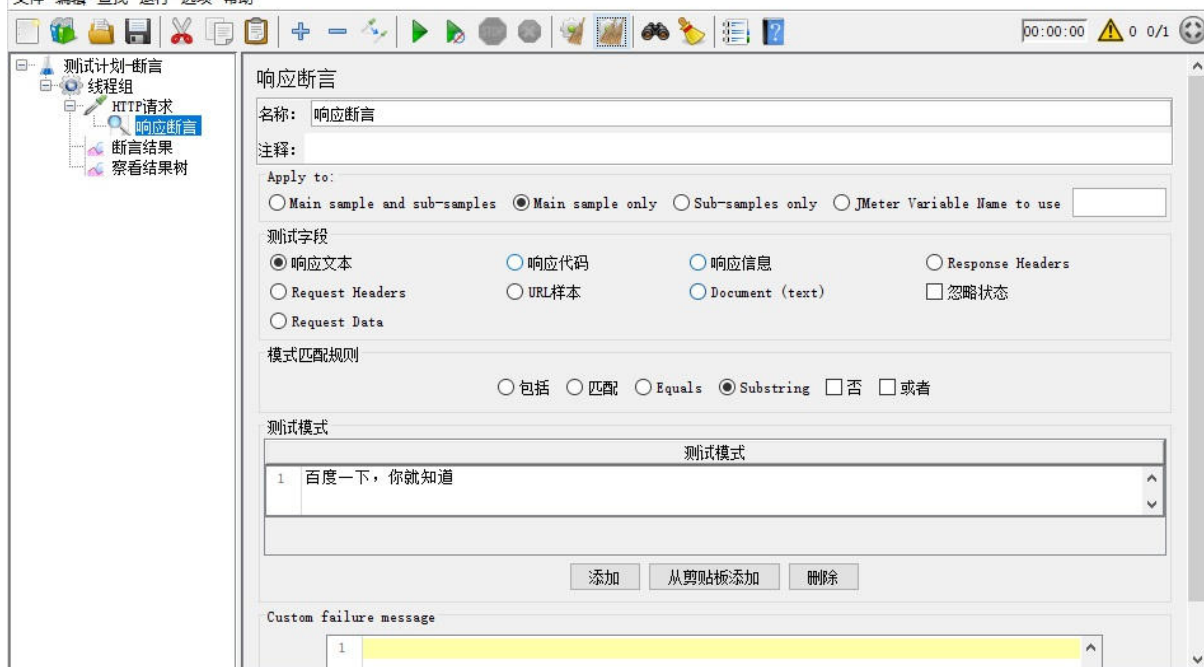 文件 编辑 查找 运行 选项 帮助
00:00:00 0 0/1
测试计划-断言
线程组
HTTP请求
响应断言
断言结果
察看结果树
响应断言
名称: 响应断言
注释:
Apply to:
Main sample and sub-samples Main sample only Sub-samples only JMeter Variable Name to use
测试字段
响应文本 响应代码 响应信息 Response Headers
Request Headers URL样本 Document (text) 忽略状态
Request Data
模式匹配规则
包括 匹配 Equals Substring 否 或者
测试模式
测试模式
1 百度一下，你就知道
添加 从剪贴板添加 删除
Custom failure message
1